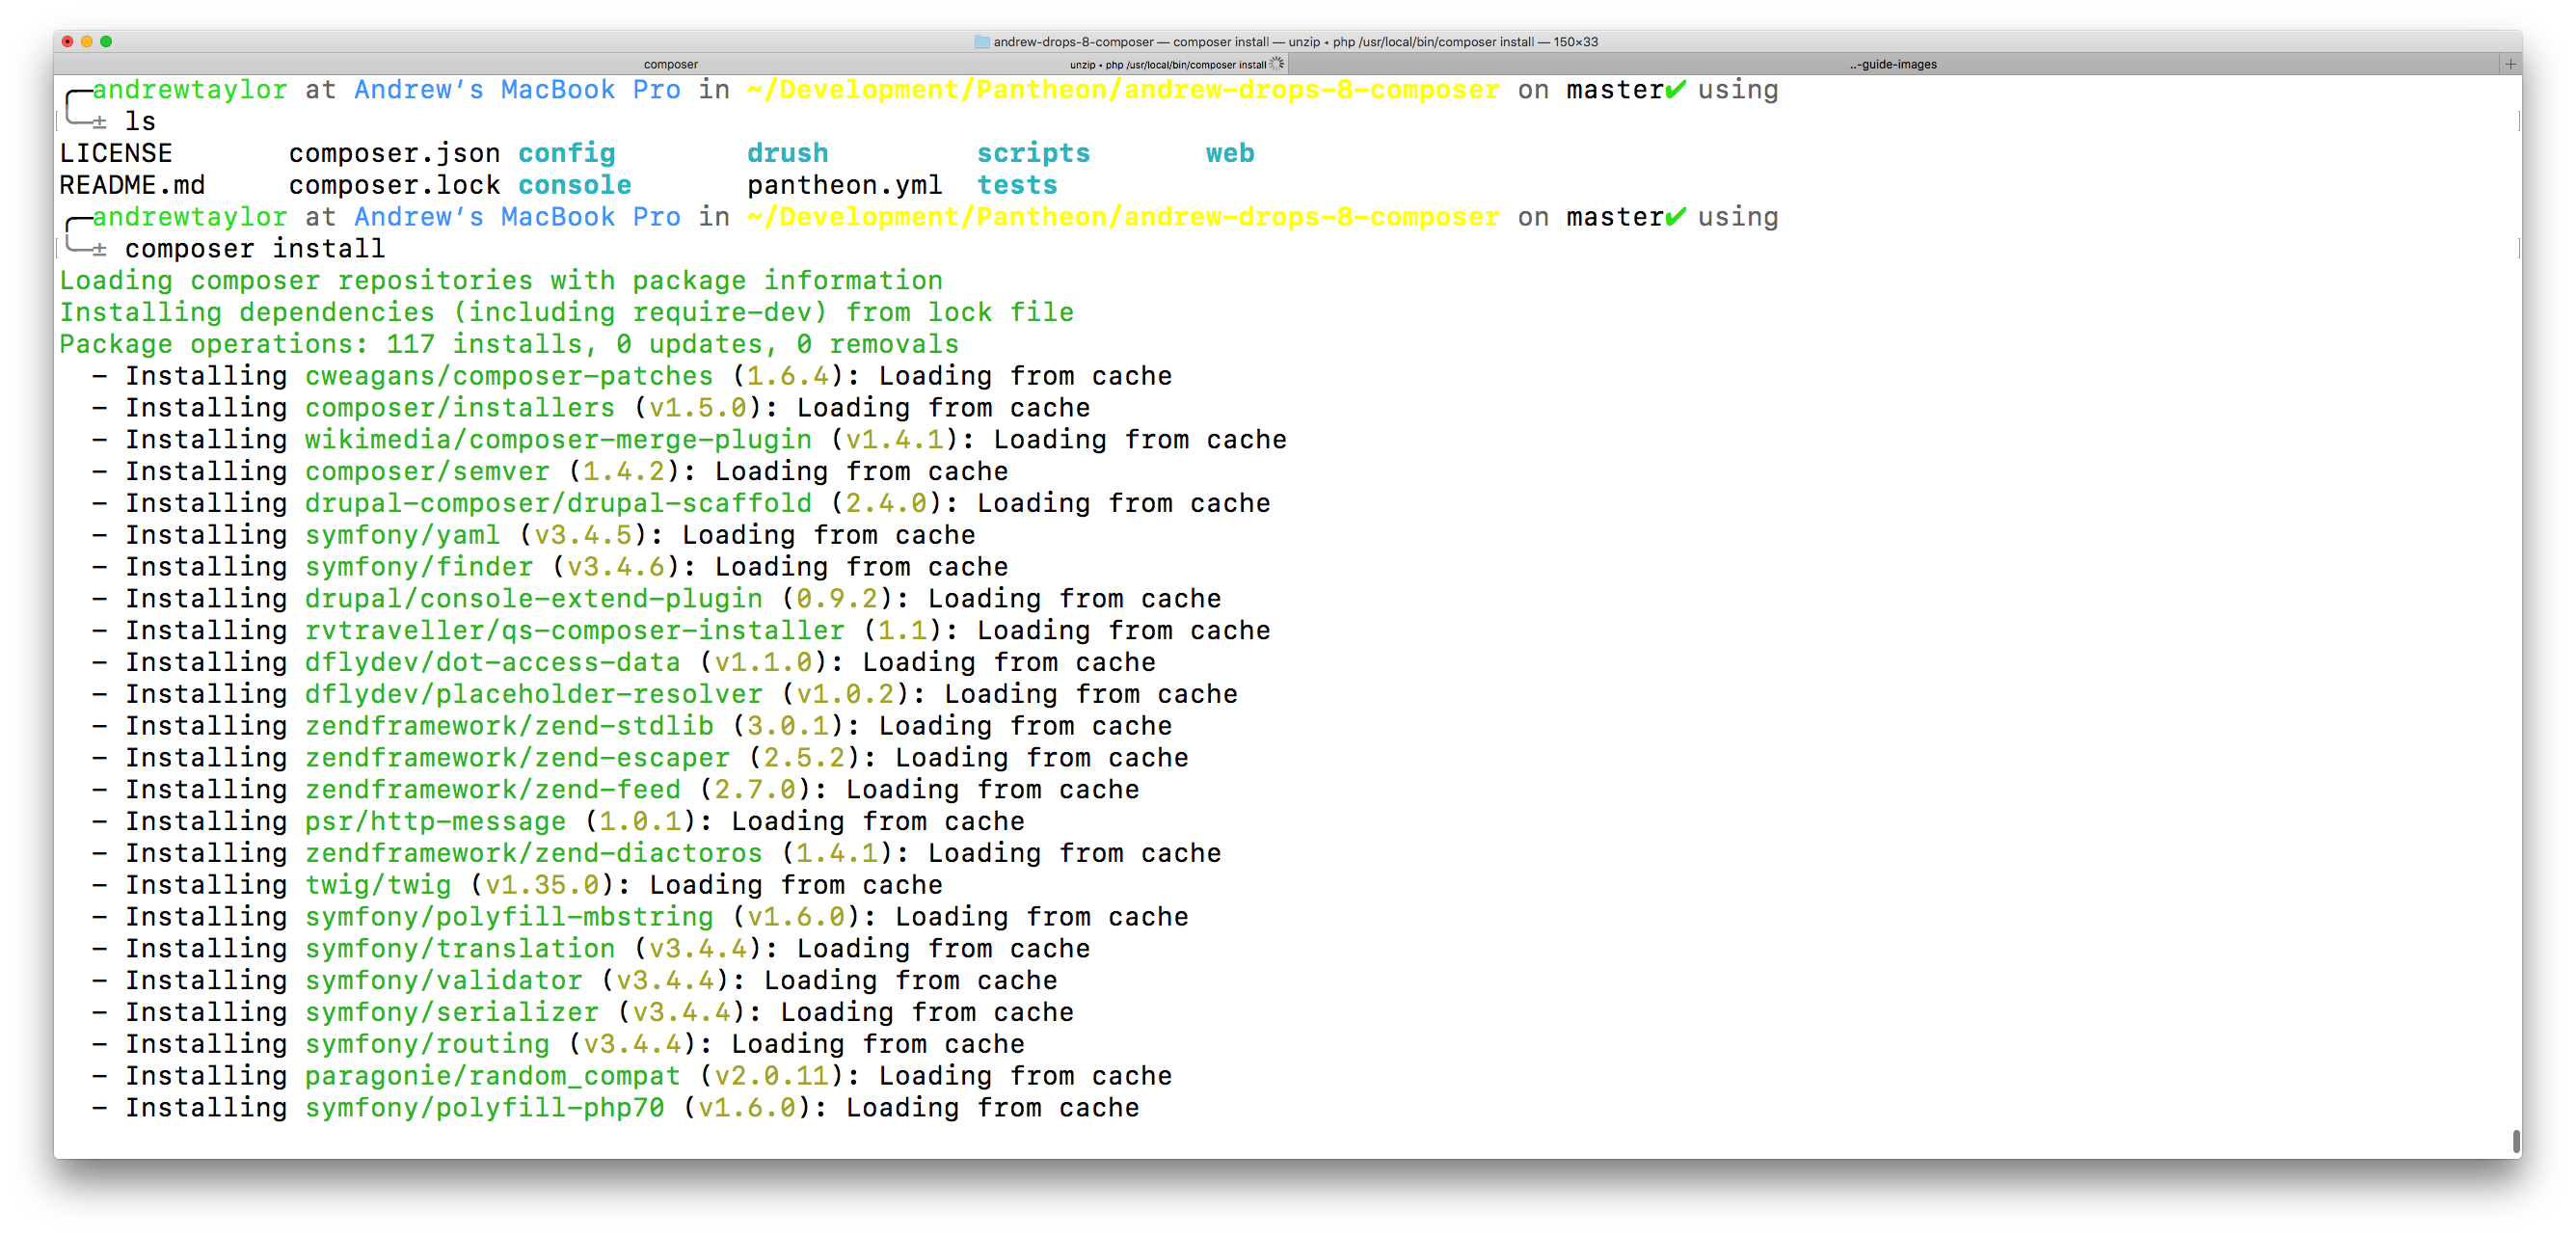 andrew-drops-8-composer — composer install — unzip ◂ php /usr/local/bin/composer install — 150×33
composer
unzip ◂ php /usr/local/bin/composer install
..-guide-images
+
╭─andrewtaylor at Andrew’s MacBook Pro in ~/Development/Pantheon/andrew-drops-8-composer on master✔ using
╰─± ls
LICENSE composer.json config drush scripts web
README.md composer.lock console pantheon.yml tests
╭─andrewtaylor at Andrew’s MacBook Pro in ~/Development/Pantheon/andrew-drops-8-composer on master✔ using
╰─± composer install
Loading composer repositories with package information
Installing dependencies (including require-dev) from lock file
Package operations: 117 installs, 0 updates, 0 removals
- Installing cweagans/composer-patches (1.6.4): Loading from cache
- Installing composer/installers (v1.5.0): Loading from cache
- Installing wikimedia/composer-merge-plugin (v1.4.1): Loading from cache
- Installing composer/semver (1.4.2): Loading from cache
- Installing drupal-composer/drupal-scaffold (2.4.0): Loading from cache
- Installing symfony/yaml (v3.4.5): Loading from cache
- Installing symfony/finder (v3.4.6): Loading from cache
- Installing drupal/console-extend-plugin (0.9.2): Loading from cache
- Installing rvtraveller/qs-composer-installer (1.1): Loading from cache
- Installing dflydev/dot-access-data (v1.1.0): Loading from cache
- Installing dflydev/placeholder-resolver (v1.0.2): Loading from cache
- Installing zendframework/zend-stdlib (3.0.1): Loading from cache
- Installing zendframework/zend-escaper (2.5.2): Loading from cache
- Installing zendframework/zend-feed (2.7.0): Loading from cache
- Installing psr/http-message (1.0.1): Loading from cache
- Installing zendframework/zend-diactoros (1.4.1): Loading from cache
- Installing twig/twig (v1.35.0): Loading from cache
- Installing symfony/polyfill-mbstring (v1.6.0): Loading from cache
- Installing symfony/translation (v3.4.4): Loading from cache
- Installing symfony/validator (v3.4.4): Loading from cache
- Installing symfony/serializer (v3.4.4): Loading from cache
- Installing symfony/routing (v3.4.4): Loading from cache
- Installing paragonie/random_compat (v2.0.11): Loading from cache
- Installing symfony/polyfill-php70 (v1.6.0): Loading from cache